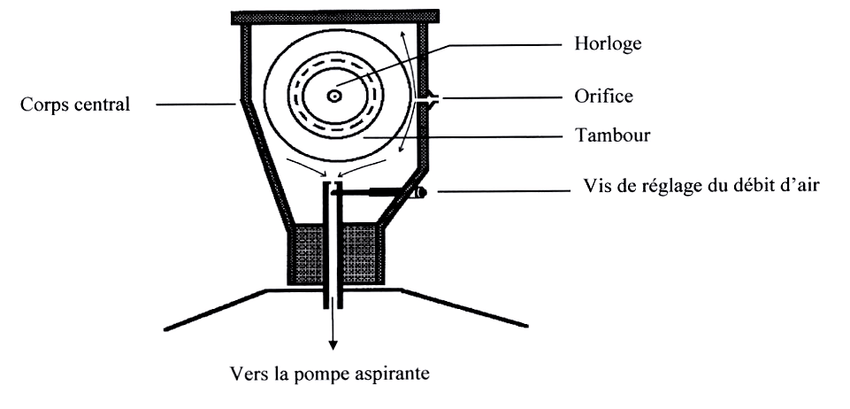 Horloge
Corps central
Orifice
Tambour
Vis de réglage du débit d’air
Vers la pompe aspirante